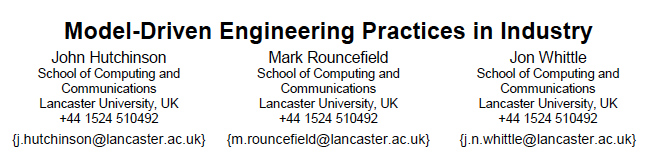 Model-Driven Engineering Practices in Industry
John Hutchinson
School of Computing and
Communications
Lancaster University, UK
+44 1524 510492
{j.hutchinson@lancaster.ac.uk}
Mark Rouncefield
School of Computing and
Communications
Lancaster University, UK
+44 1524 510492
{m.rouncefield@lancaster.ac.uk}
Jon Whittle
School of Computing and
Communications
Lancaster University, UK
+44 1524 510492
{j.n.whittle@lancaster.ac.uk}